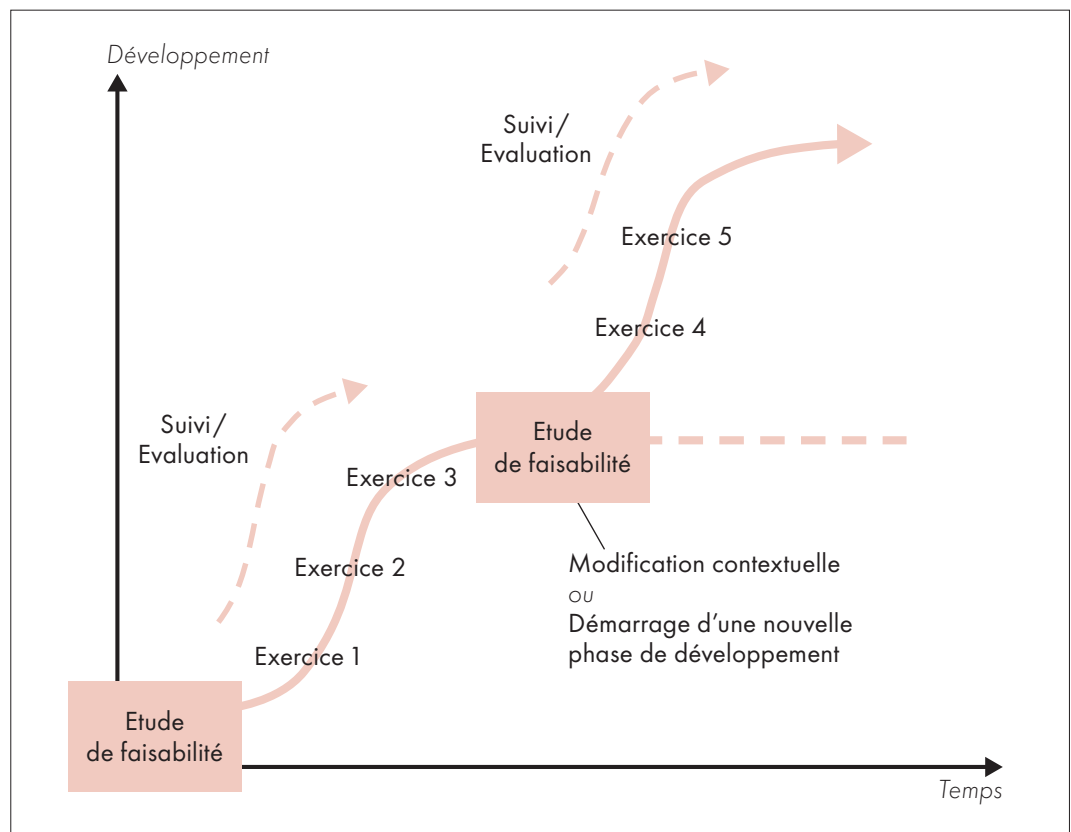 Développement
Suivi/
Evaluation
Exercice 5
Exercice 4
Suivi/
Evaluation
Etude
de faisabilité
Exercice 3
Exercice 2
Modification contextuelle
ou
Démarrage d'une nouvelle
phase de développement
Exercice 1
Etude
de faisabilité
Temps